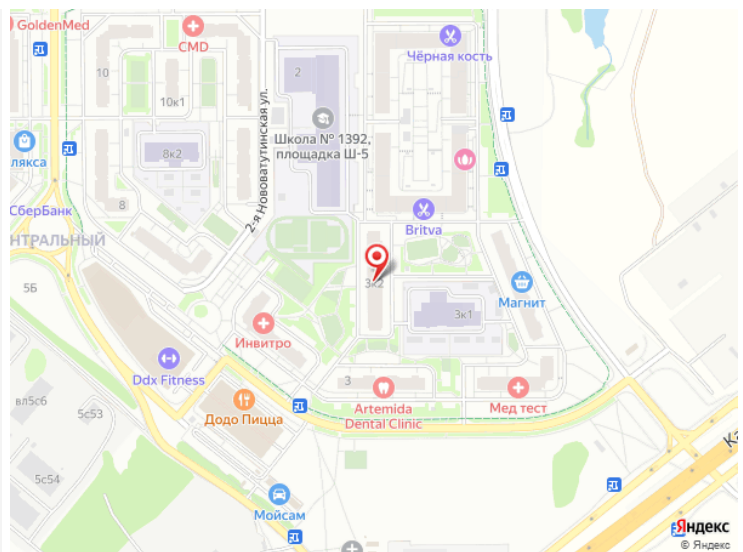 GoldenMed
CMD
Чёрная кость
10
2
10к1
Школа № 1392,
площадка Ш-5
лякса
8к2
2-я Нововатутинская ул.
8
СберБанк
НТРАЛЬНЫЙ
Britva
5Б
3к2
Магнит
3к1
Инвитро
Ddx Fitness
3
вл5с6
Artemida
Dental Clinic
Мед тест
5с53
Додо Пицца
Ка
5с54
Мойсам
Яндекс
© Яндекс